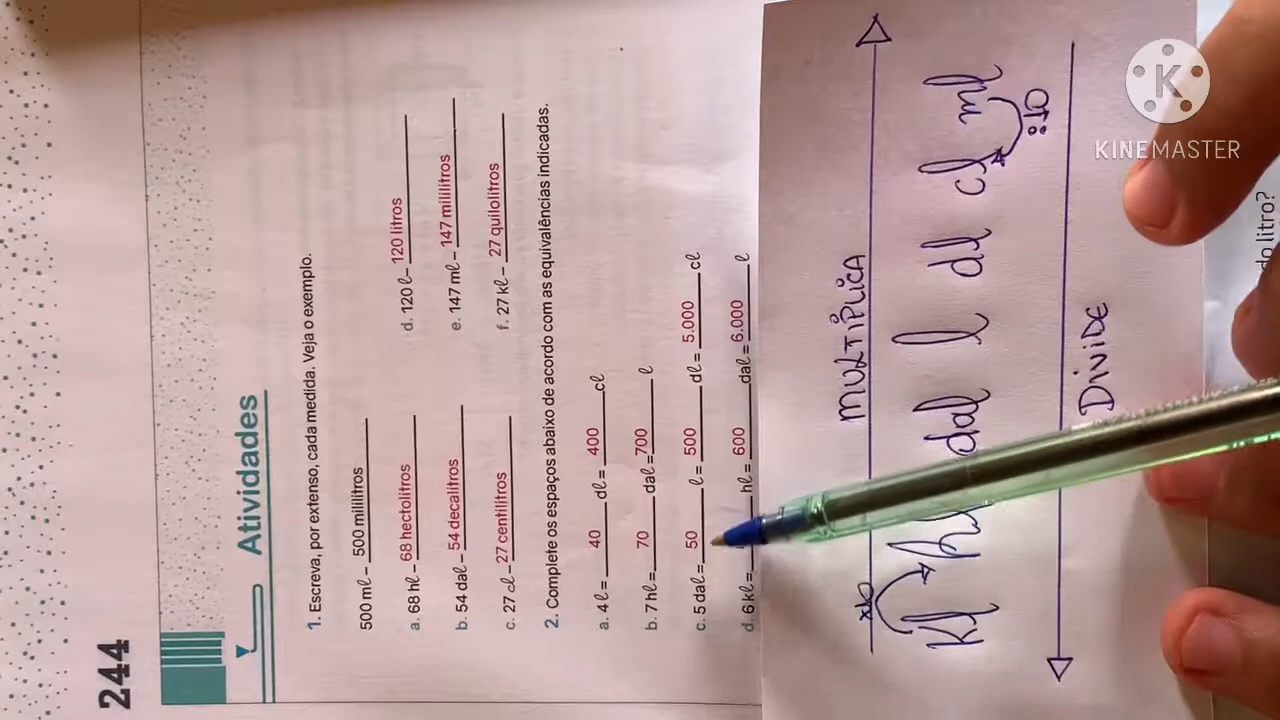 244
Atividades
1. Escreva, por extenso, cada medida. Veja o exemplo.
500 ml – 500 mililitros
a. 68 hl – 68 hectolitros
b. 54 dal – 54 decalitros
c. 27 cl – 27 centilitros
d. 120 l – 120 litros
e. 147 ml – 147 mililitros
f. 27 kl – 27 quilolitros
2. Complete os espaços abaixo de acordo com as equivalências indicadas.
a. 4 l = 40 dl = 400 cl
b. 7 hl = 70 dal = 700 l
c. 5 dal = 50 l = 500 dl = 5.000 cl
d. 6 kl = hl = 600 dal = 6.000 l
MULTIPLICA
x10
Kl dal l dl cl ml
:10
DiViDE
do litro?
K
KINEMASTER